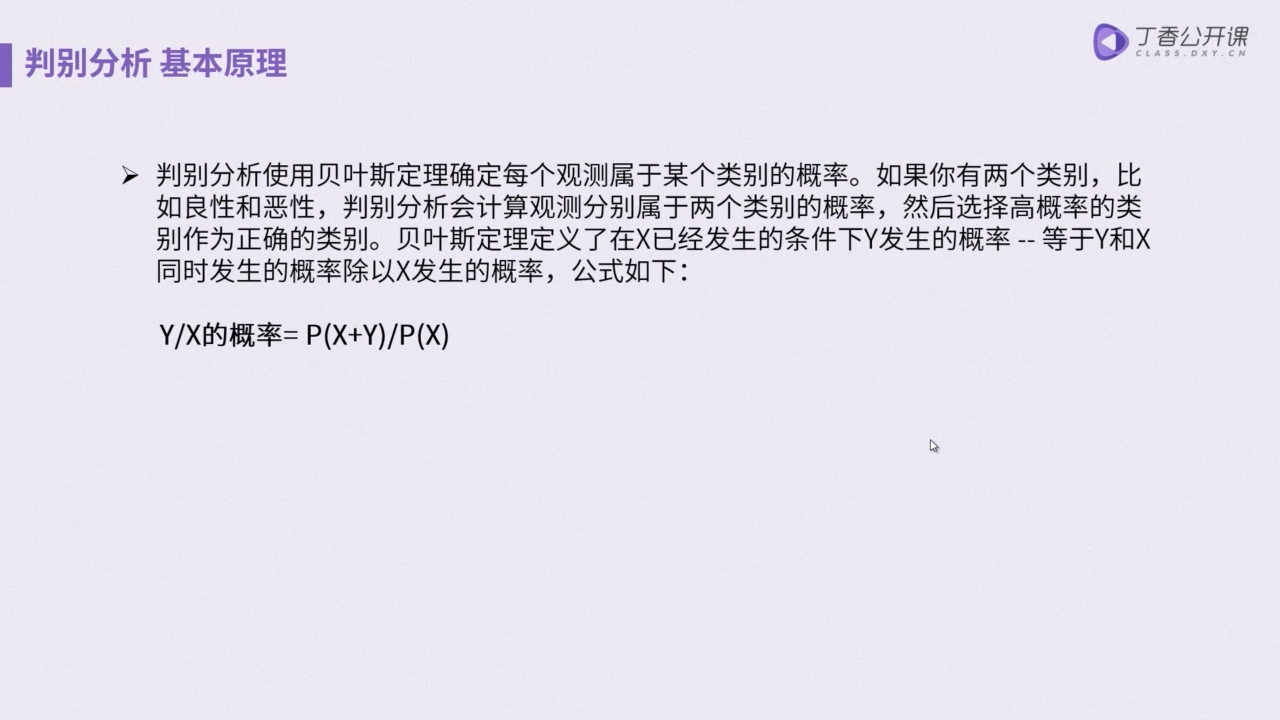 判别分析 基本原理
丁香公开课
CLASS.DXY.CN
➢ 判别分析使用贝叶斯定理确定每个观测属于某个类别的概率。如果你有两个类别，比
如良性和恶性，判别分析会计算观测分别属于两个类别的概率，然后选择高概率的类
别作为正确的类别。贝叶斯定理定义了在X已经发生的条件下Y发生的概率 -- 等于Y和X
同时发生的概率除以X发生的概率，公式如下：
Y/X的概率= P(X+Y)/P(X)